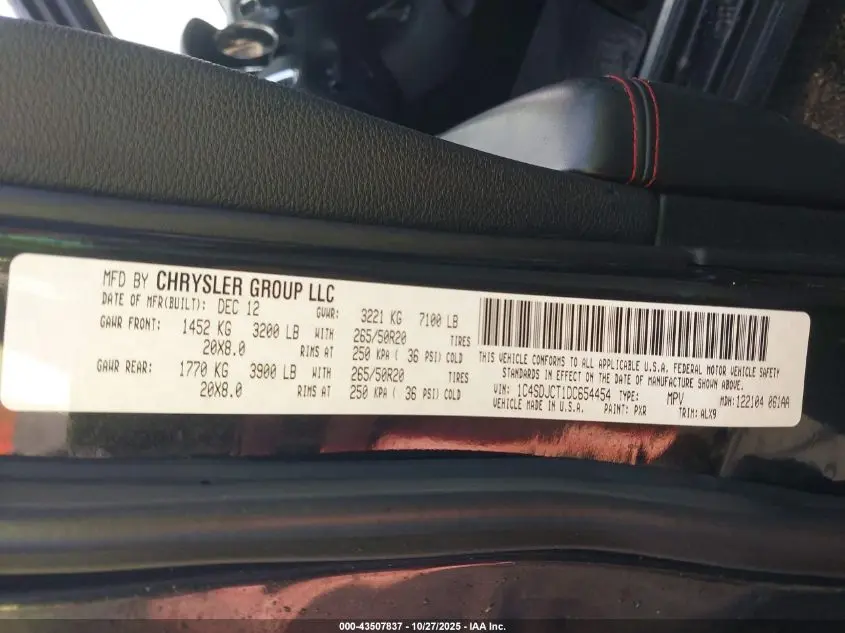 MFD BY CHRYSLER GROUP LLC
DATE OF MFR(BUILT): DEC 12 GVWR: 3221 KG 7100 LB
GAWR FRONT: 1452 KG 3200 LB WITH 265/50R20 TIRES
20X8.0 RIMS AT 250 KPA ( 36 PSI) COLD
GAWR REAR: 1770 KG 3900 LB WITH 265/50R20 TIRES
20X8.0 RIMS AT 250 KPA ( 36 PSI) COLD
THIS VEHICLE CONFORMS TO ALL APPLICABLE U.S.A. FEDERAL MOTOR VEHICLE SAFETY
STANDARDS IN EFFECT ON THE DATE OF MANUFACTURE SHOWN ABOVE.
VIN: 1C4SDJCT1DC654454 TYPE: MPV MDH: 122104 061AA
VEHICLE MADE IN U.S.A. PAINT: PXR TRIM: ALX9
000-43507837 - 10/27/2025 - IAA Inc.